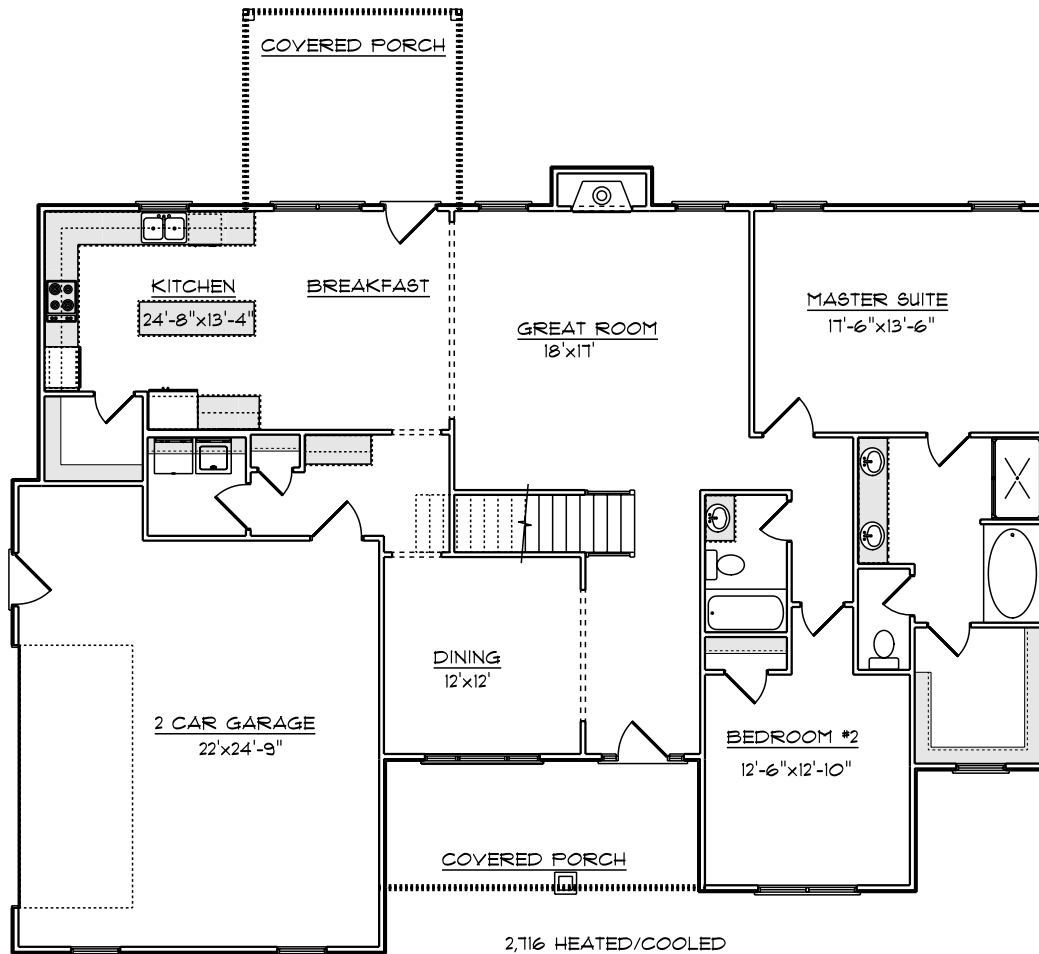 COVERED PORCH
KITCHEN
24'-8"x13'-4"
BREAKFAST
GREAT ROOM
18'x17'
MASTER SUITE
17'-6"x13'-6"
DINING
12'x12'
2 CAR GARAGE
22'x24'-9"
BEDROOM #2
12'-6"x12'-10"
COVERED PORCH
2,716 HEATED/COOLED